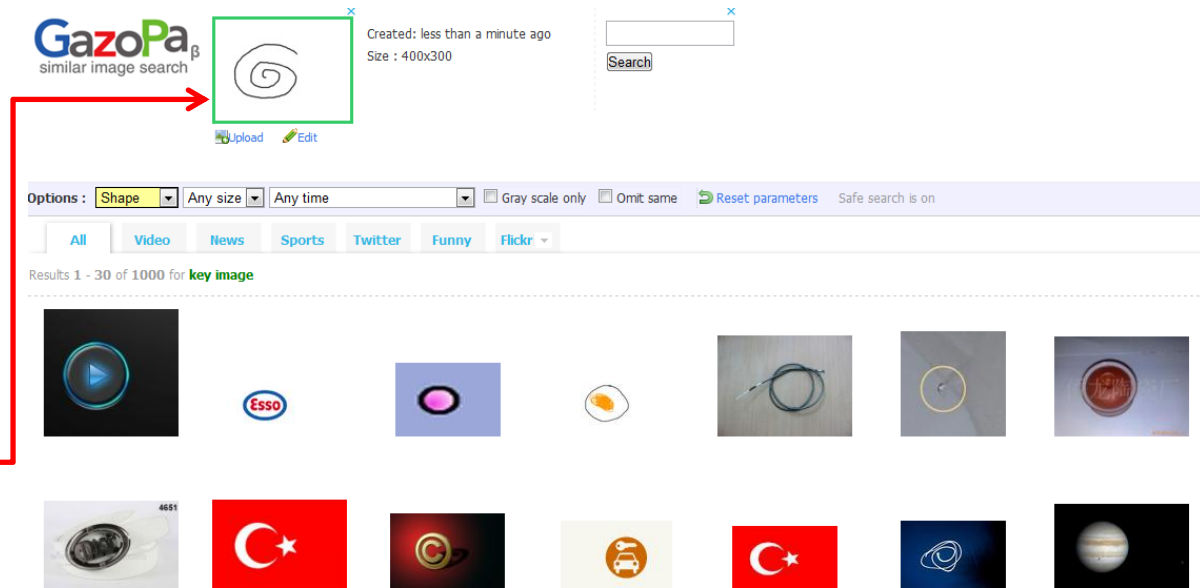 GazoPa β
similar image search
×
Created: less than a minute ago
Size : 400x300
×
Search
Upload Edit
Options : Shape Any size Any time Gray scale only Omit same Reset parameters Safe search is on
All Video News Sports Twitter Funny Flickr
Results 1 - 30 of 1000 for key image
Esso
4651
©